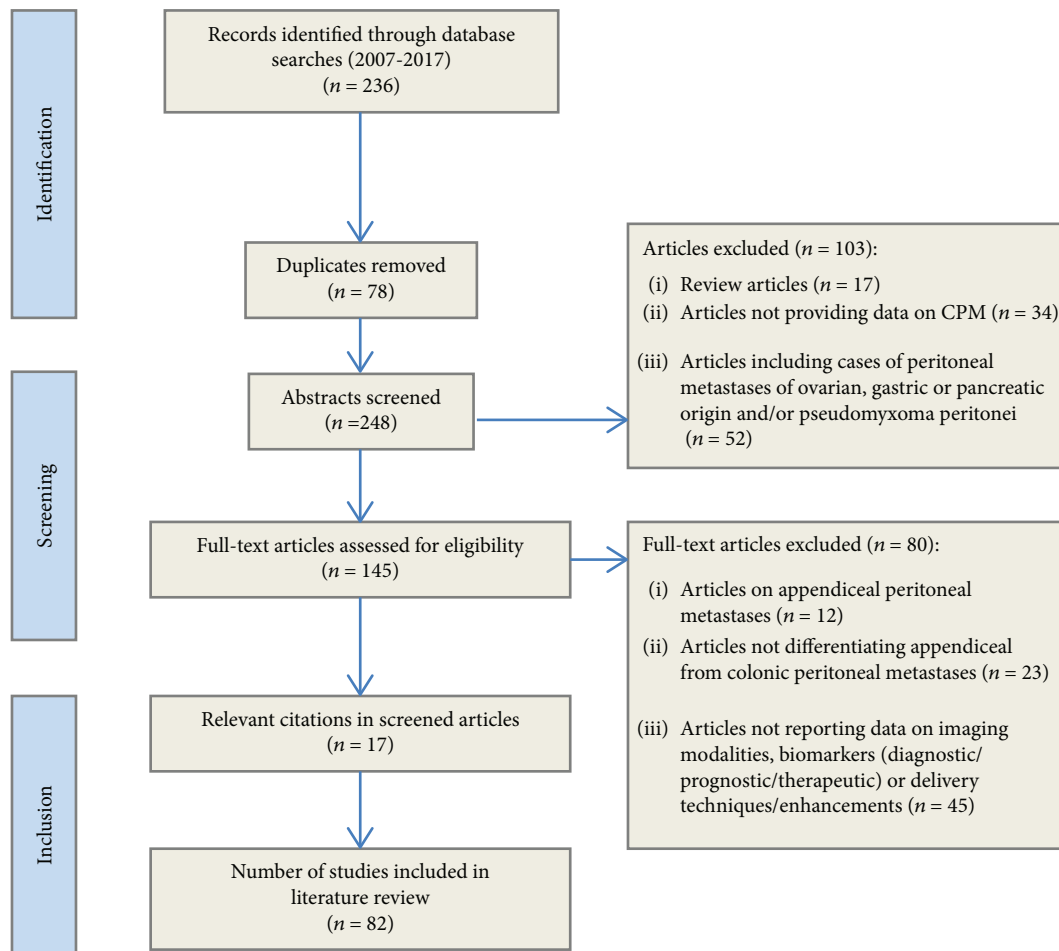 Identification
Records identified through database
searches (2007-2017)
(n = 236)
Duplicates removed
(n = 78)
Screening
Abstracts screened
(n =248)
Articles excluded (n = 103):
(i) Review articles (n = 17)
(ii) Articles not providing data on CPM (n = 34)
(iii) Articles including cases of peritoneal
metastases of ovarian, gastric or pancreatic
origin and/or pseudomyxoma peritonei
(n = 52)
Full-text articles assessed for eligibility
(n = 145)
Full-text articles excluded (n = 80):
(i) Articles on appendiceal peritoneal
metastases (n = 12)
(ii) Articles not differentiating appendiceal
from colonic peritoneal metastases (n = 23)
(iii) Articles not reporting data on imaging
modalities, biomarkers (diagnostic/
prognostic/therapeutic) or delivery
techniques/enhancements (n = 45)
Inclusion
Relevant citations in screened articles
(n = 17)
Number of studies included in
literature review
(n = 82)